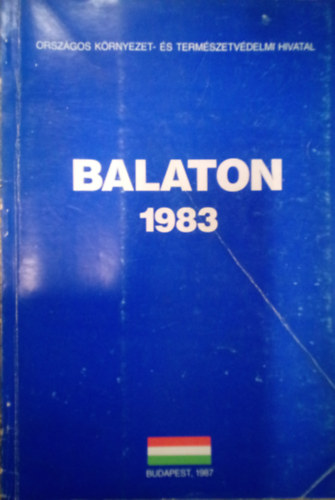 ORSZÁGOS KÖRNYEZET- ÉS TERMÉSZETVÉDELMI HIVATAL
BALATON
1983
BUDAPEST, 1987